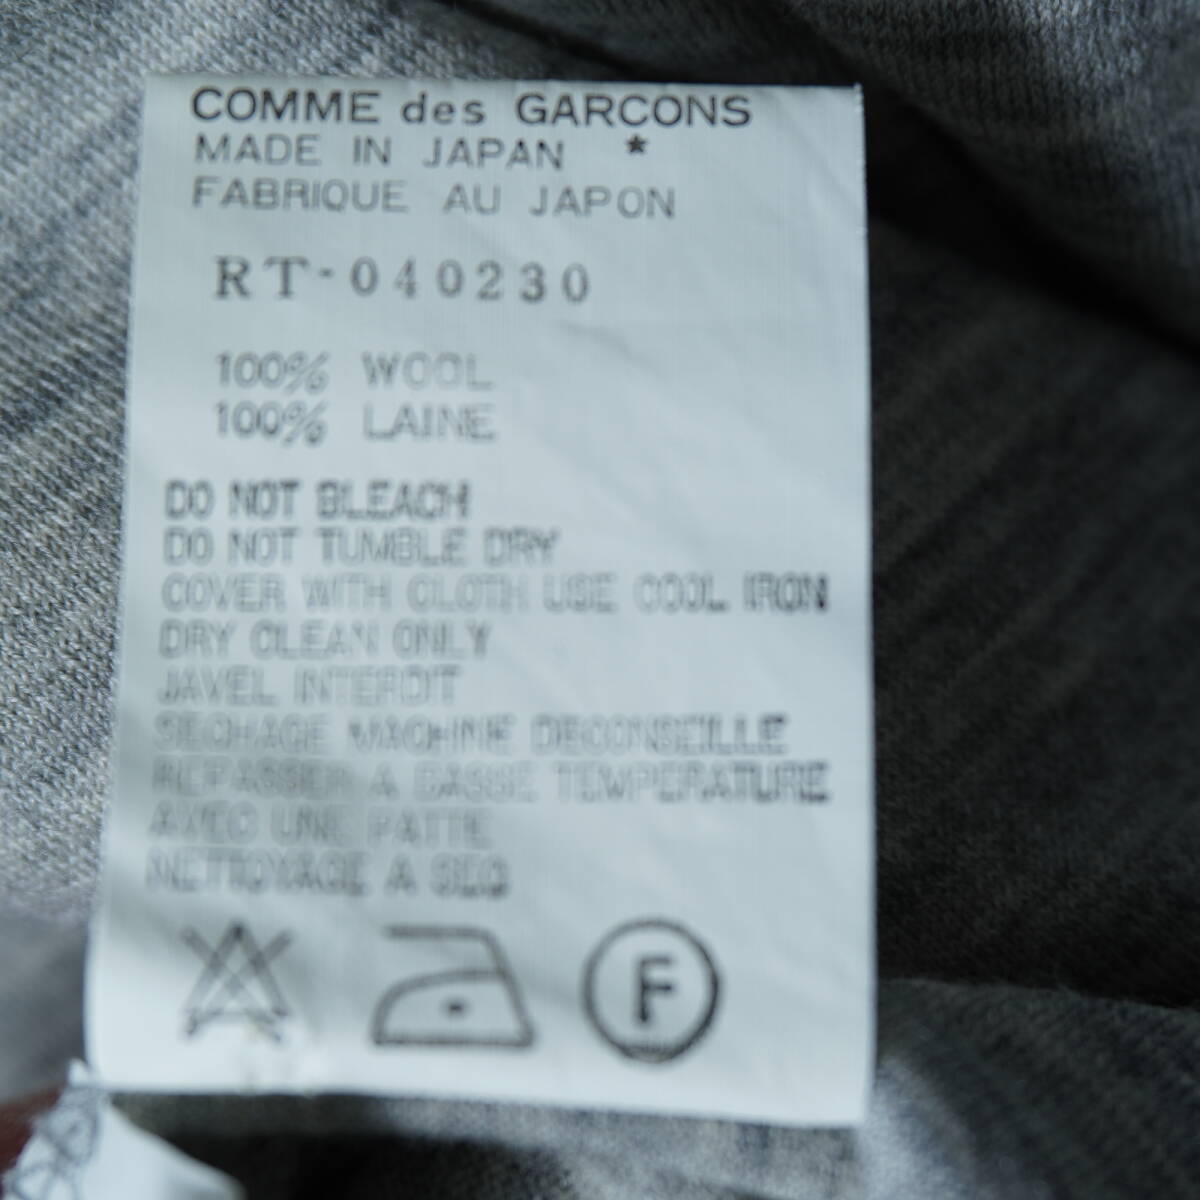 COMME des GARCONS
MADE IN JAPAN *
FABRIQUE AU JAPON
RT-040230
100% WOOL
100% LAINE
DO NOT BLEACH
DO NOT TUMBLE DRY
COVER WITH CLOTH USE COOL IRON
DRY CLEAN ONLY
JAVEL INTERDIT
SECHAGE MACHINE DECONSEILLE
REPASSER A BASSE TEMPERATURE
AVEC UNE PATTE
NETTOYAGE A SEC
F